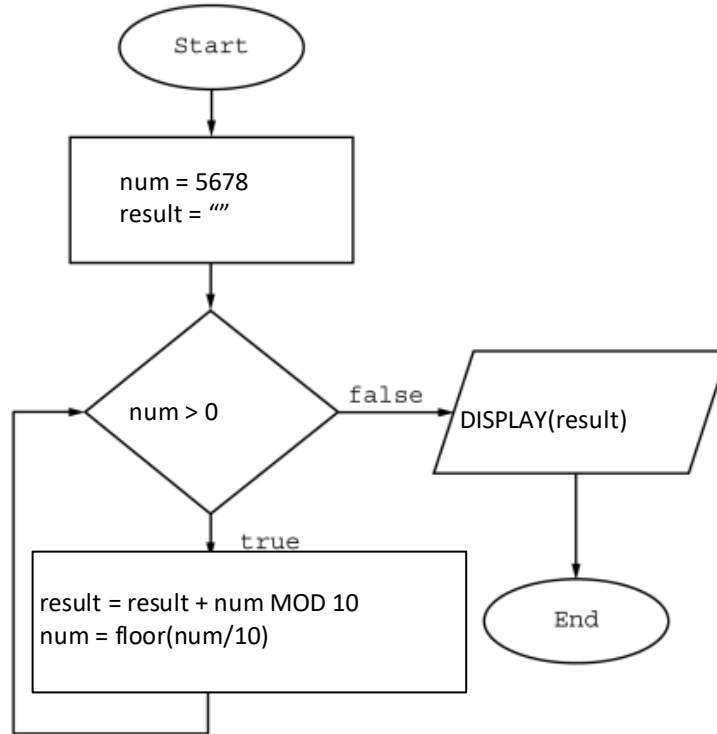 Start
num = 5678
result = “”
num > 0
false
DISPLAY(result)
true
result = result + num MOD 10
num = floor(num/10)
End